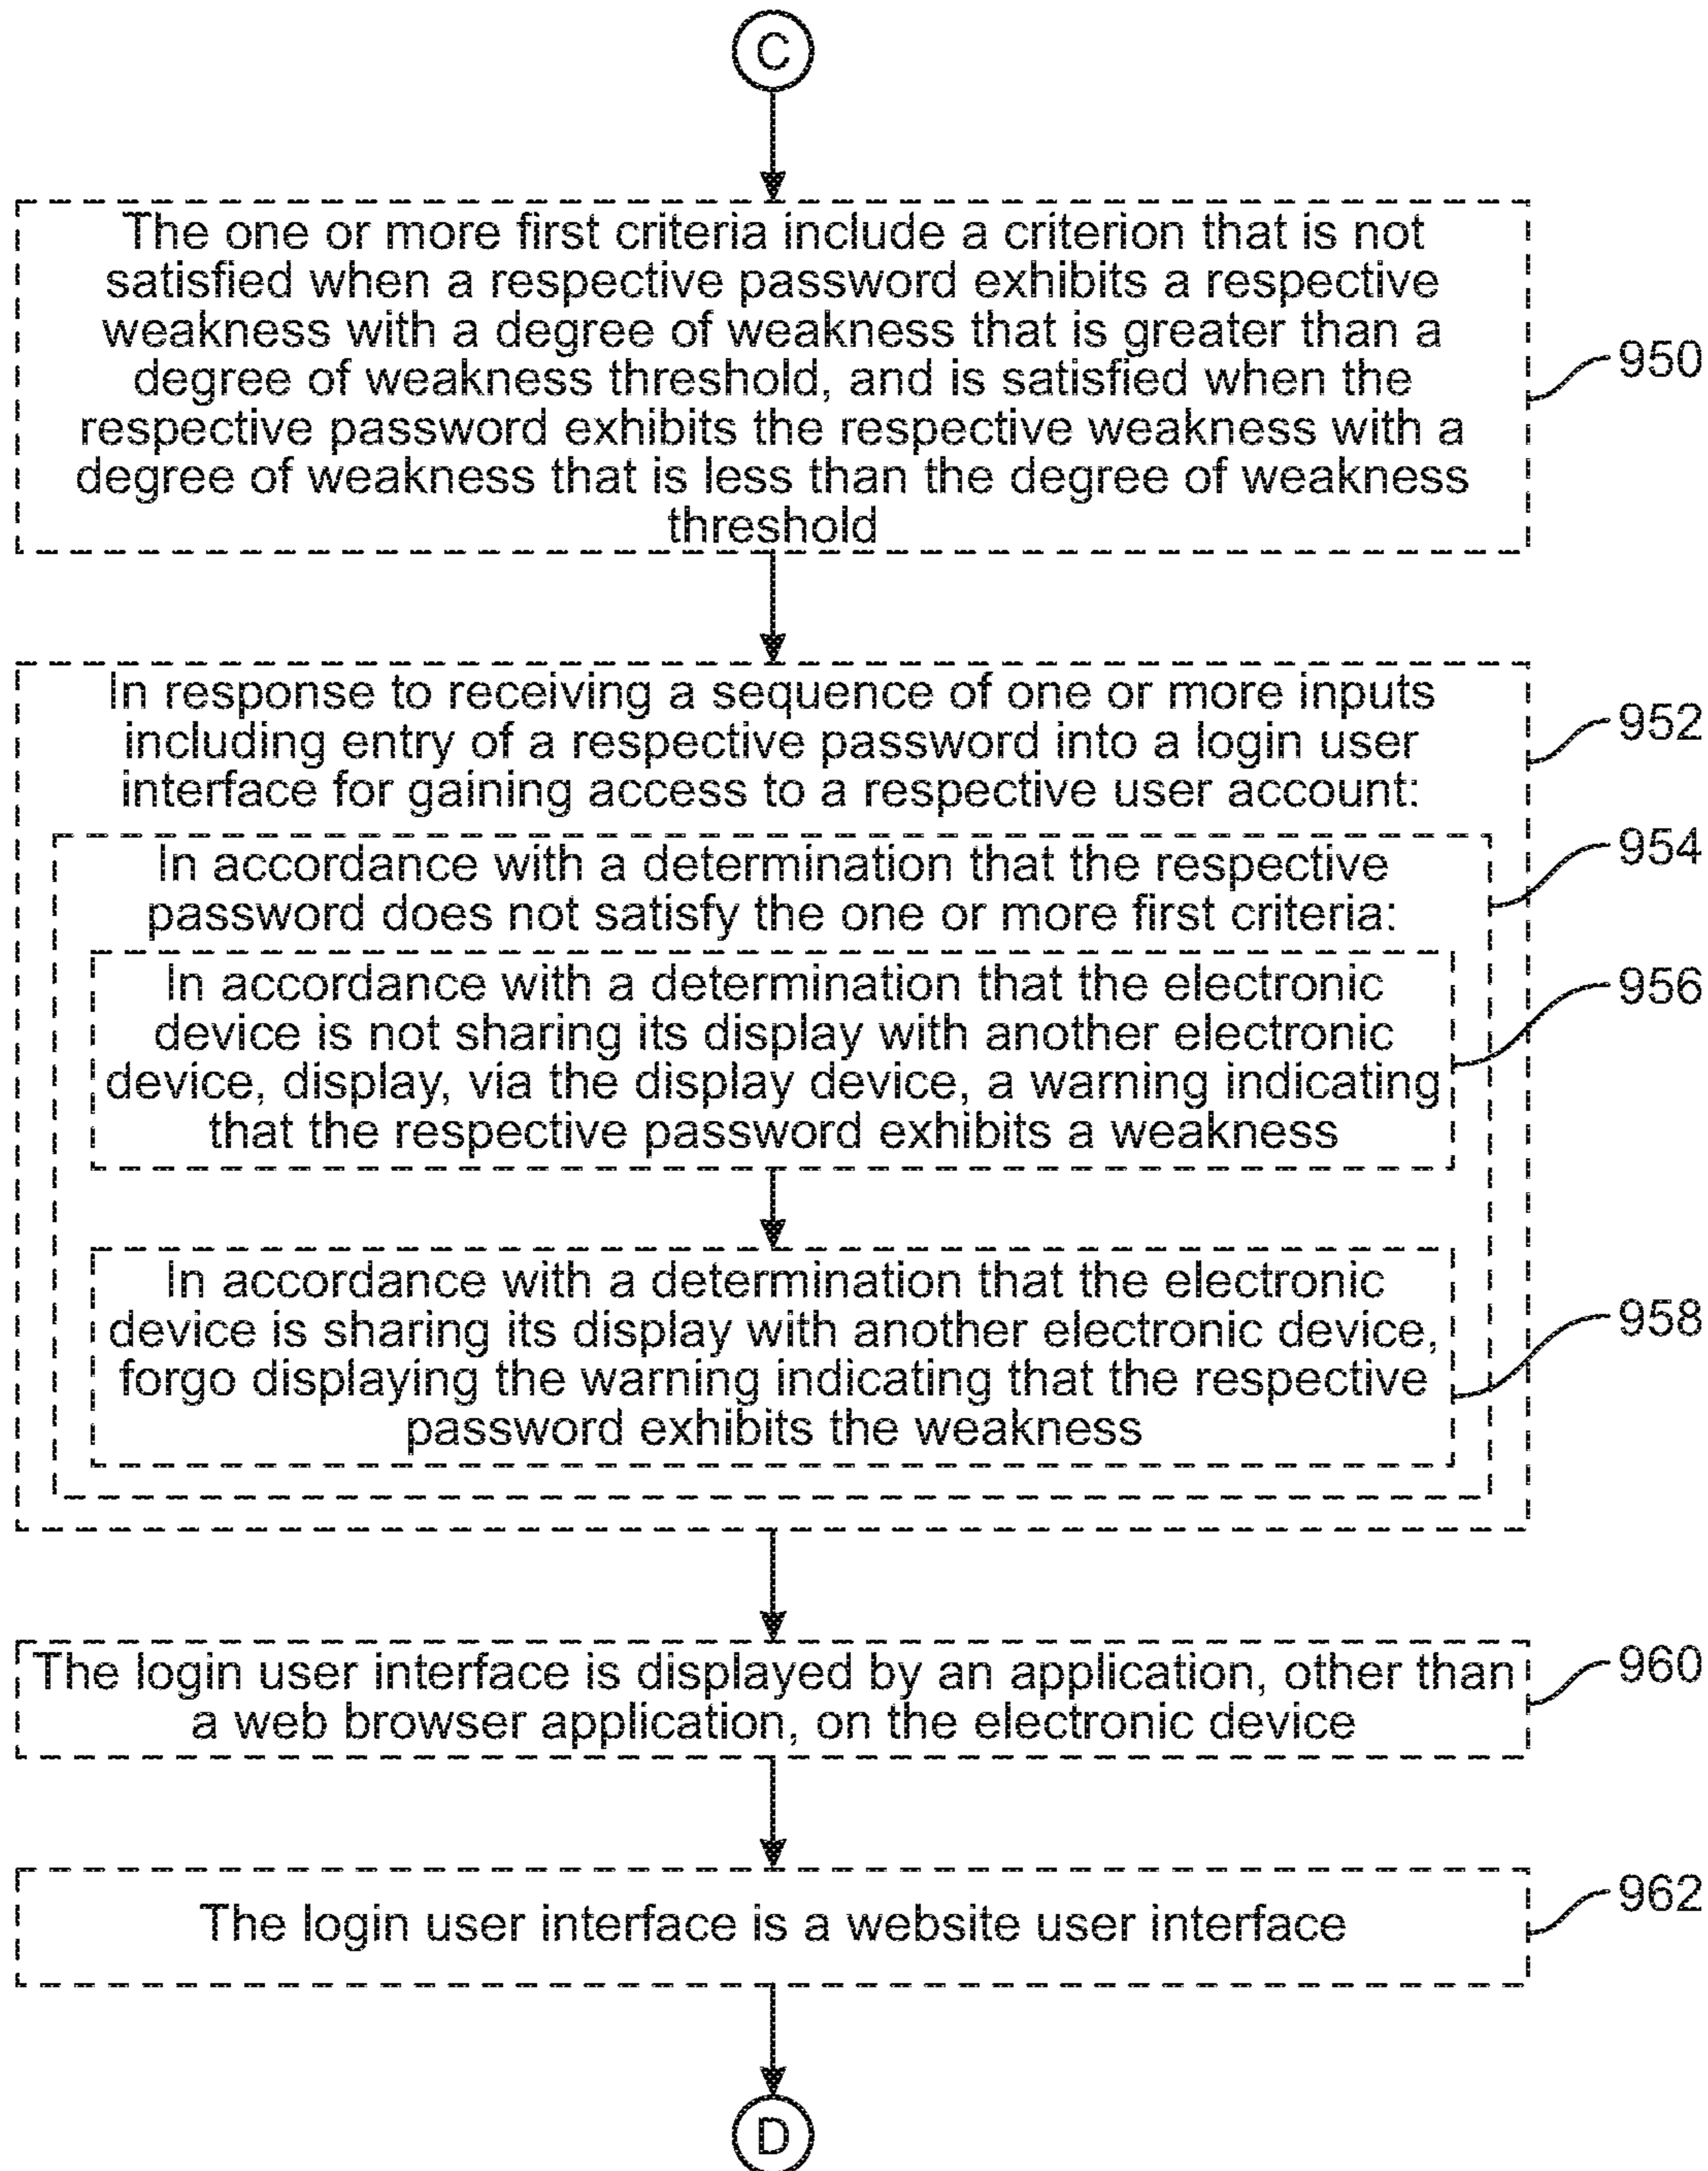 C
The one or more first criteria include a criterion that is not
satisfied when a respective password exhibits a respective
weakness with a degree of weakness that is greater than a
degree of weakness threshold, and is satisfied when the
respective password exhibits the respective weakness with a
degree of weakness that is less than the degree of weakness
threshold
950
In response to receiving a sequence of one or more inputs
including entry of a respective password into a login user
interface for gaining access to a respective user account:
952
In accordance with a determination that the respective
password does not satisfy the one or more first criteria:
954
In accordance with a determination that the electronic
device is not sharing its display with another electronic
device, display, via the display device, a warning indicating
that the respective password exhibits a weakness
956
In accordance with a determination that the electronic
device is sharing its display with another electronic device,
forgo displaying the warning indicating that the respective
password exhibits the weakness
958
The login user interface is displayed by an application, other than
a web browser application, on the electronic device
960
The login user interface is a website user interface
962
D